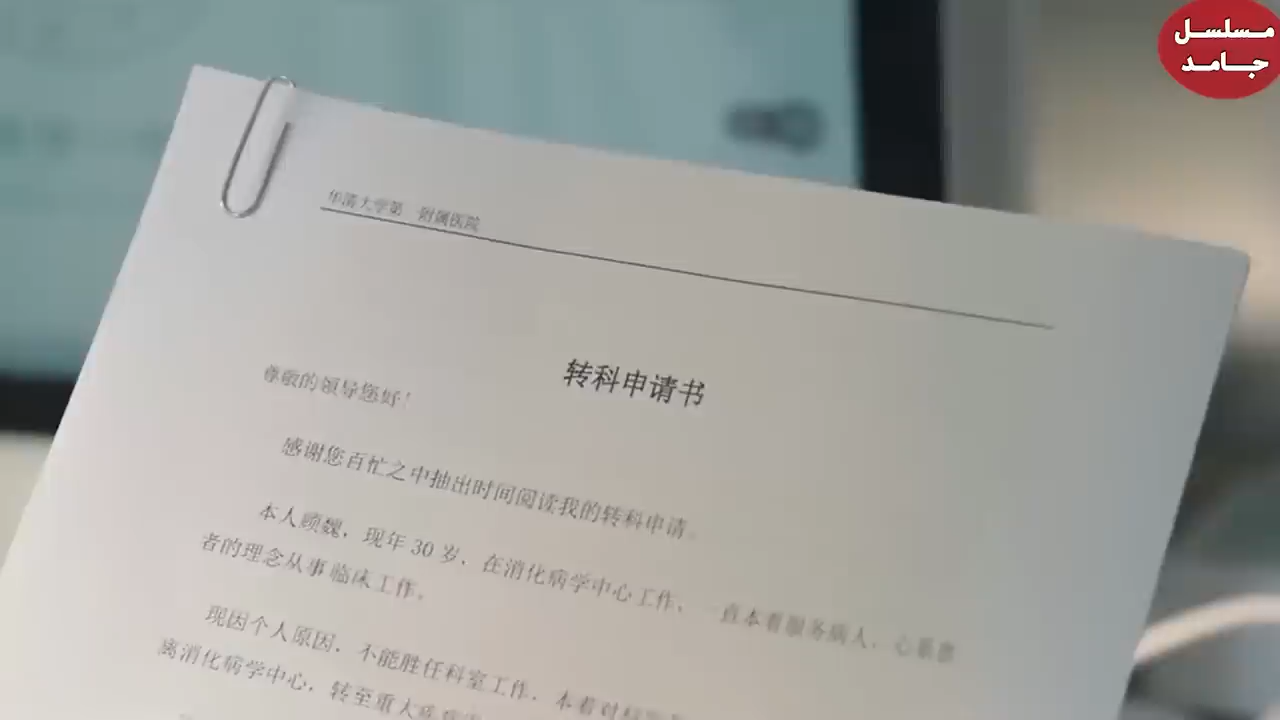 مسلسل
جامد
华清大学第一附属医院
转科申请书
尊敬的领导您好！
感谢您百忙之中抽出时间阅读我的转科申请。
本人顾魏，现年30岁，在消化病学中心工作，一直本着服务病人，心系患
者的理念从事临床工作。
现因个人原因，不能胜任科室工作，本着对
离消化病学中心，转至重大疾病